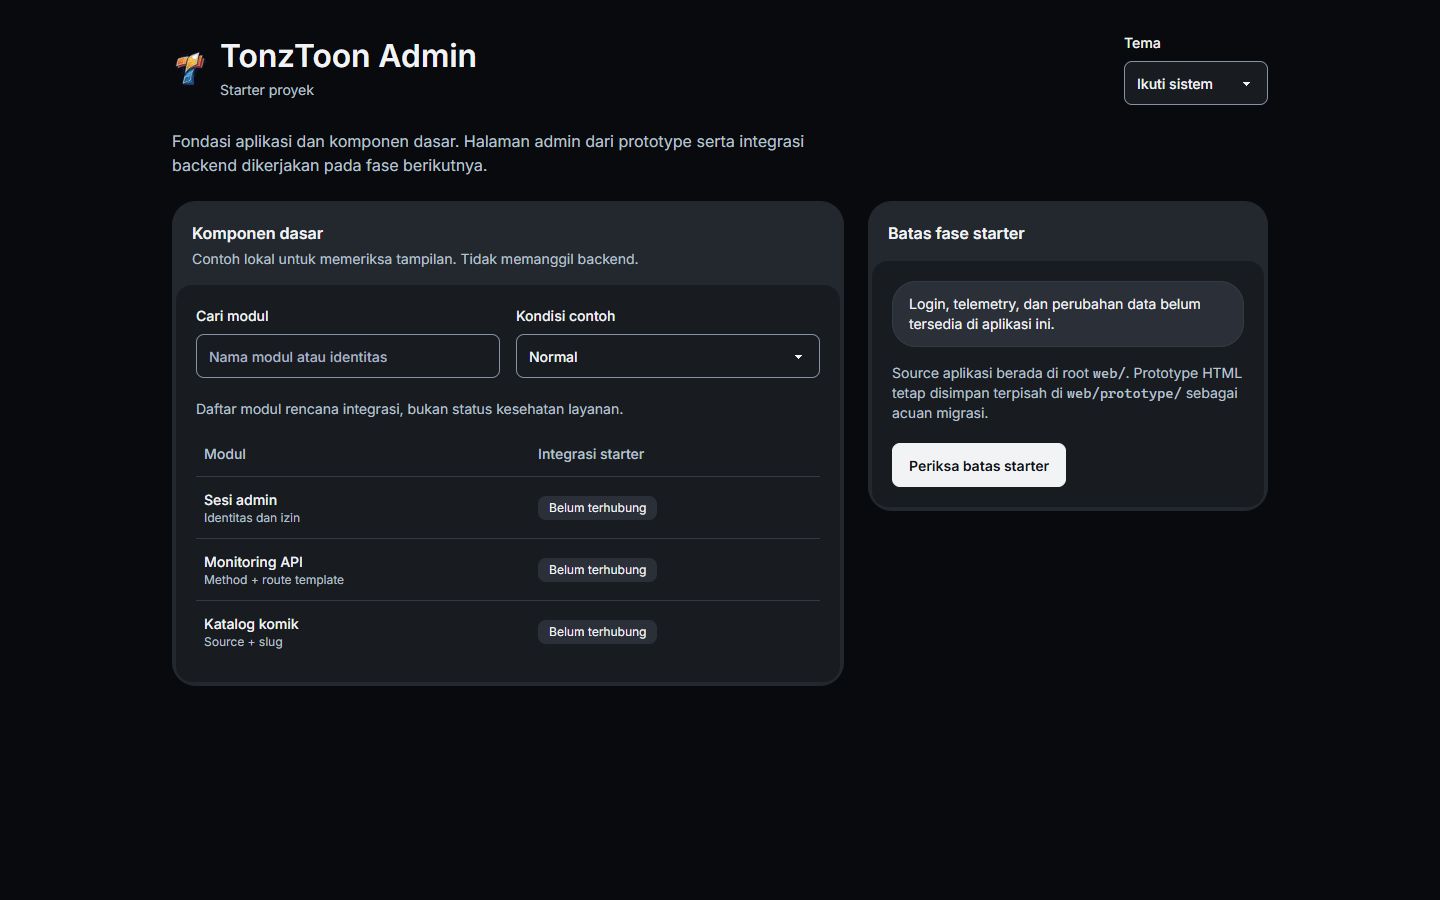 TonzToon Admin
Starter proyek
Tema
Ikuti sistem
Fondasi aplikasi dan komponen dasar. Halaman admin dari prototype serta integrasi
backend dikerjakan pada fase berikutnya.
Komponen dasar
Contoh lokal untuk memeriksa tampilan. Tidak memanggil backend.
Cari modul
Nama modul atau identitas
Kondisi contoh
Normal
Daftar modul rencana integrasi, bukan status kesehatan layanan.
Modul
Integrasi starter
Sesi admin
Identitas dan izin
Belum terhubung
Monitoring API
Method + route template
Belum terhubung
Katalog komik
Source + slug
Belum terhubung
Batas fase starter
Login, telemetry, dan perubahan data belum
tersedia di aplikasi ini.
Source aplikasi berada di root web/. Prototype HTML
tetap disimpan terpisah di web/prototype/ sebagai
acuan migrasi.
Periksa batas starter